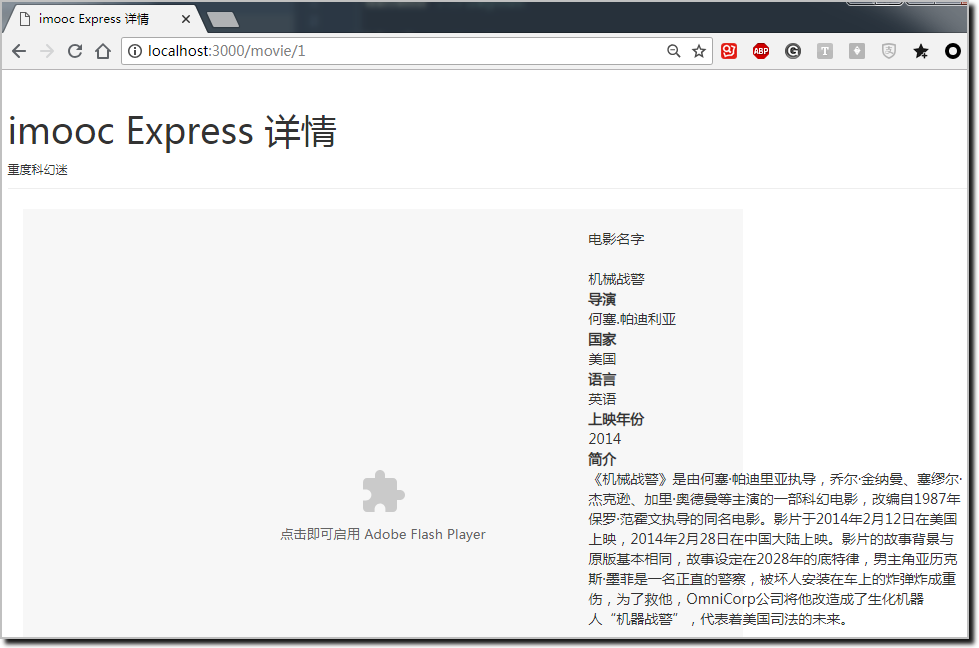 imooc Express 详情
localhost:3000/movie/1
ABP
G
T
imooc Express 详情
重度科幻迷
电影名字
机械战警
导演
何塞.帕迪利亚
国家
美国
语言
英语
上映年份
2014
简介
《机械战警》是由何塞·帕迪里亚执导，乔尔·金纳曼、塞缪尔·
杰克逊、加里·奥德曼等主演的一部科幻电影，改编自1987年
保罗·范霍文执导的同名电影。影片于2014年2月12日在美国
上映，2014年2月28日在中国大陆上映。影片的故事背景与
原版基本相同，故事设定在2028年的底特律，男主角亚历克
斯·墨菲是一名正直的警察，被坏人安装在车上的炸弹炸成重
伤，为了救他，OmniCorp公司将他改造成了生化机器
人“机器战警”，代表着美国司法的未来。
点击即可启用 Adobe Flash Player